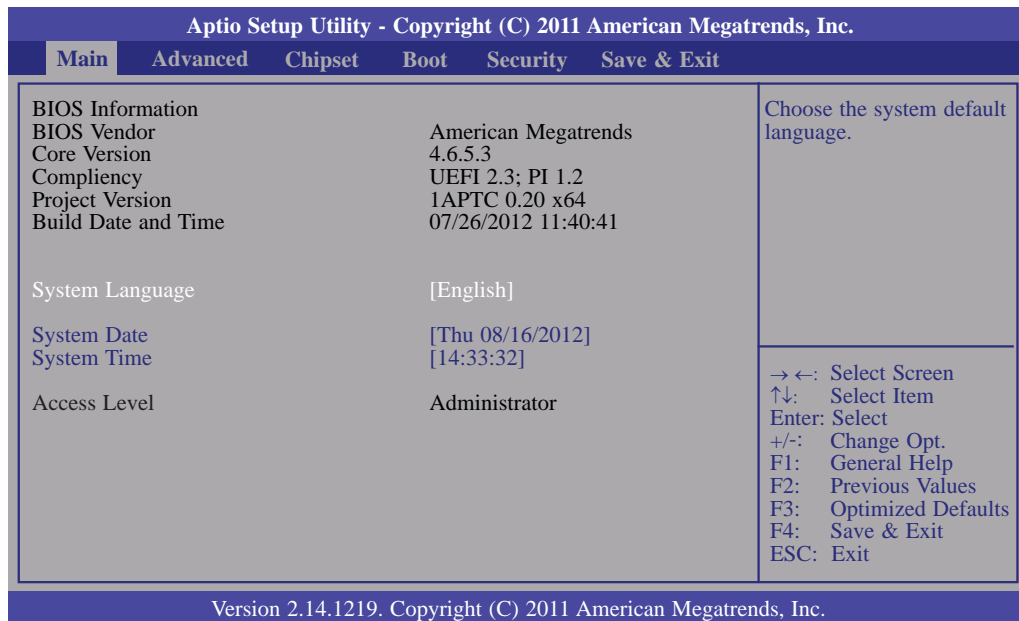 Aptio Setup Utility - Copyright (C) 2011 American Megatrends, Inc.
Main Advanced Chipset Boot Security Save & Exit
BIOS Information
BIOS Vendor American Megatrends
Core Version 4.6.5.3
Compliency UEFI 2.3; PI 1.2
Project Version 1APTC 0.20 x64
Build Date and Time 07/26/2012 11:40:41
System Language [English]
System Date [Thu 08/16/2012]
System Time [14:33:32]
Access Level Administrator
Choose the system default
language.
→ ←: Select Screen
↑↓: Select Item
Enter: Select
+/-: Change Opt.
F1: General Help
F2: Previous Values
F3: Optimized Defaults
F4: Save & Exit
ESC: Exit
Version 2.14.1219. Copyright (C) 2011 American Megatrends, Inc.